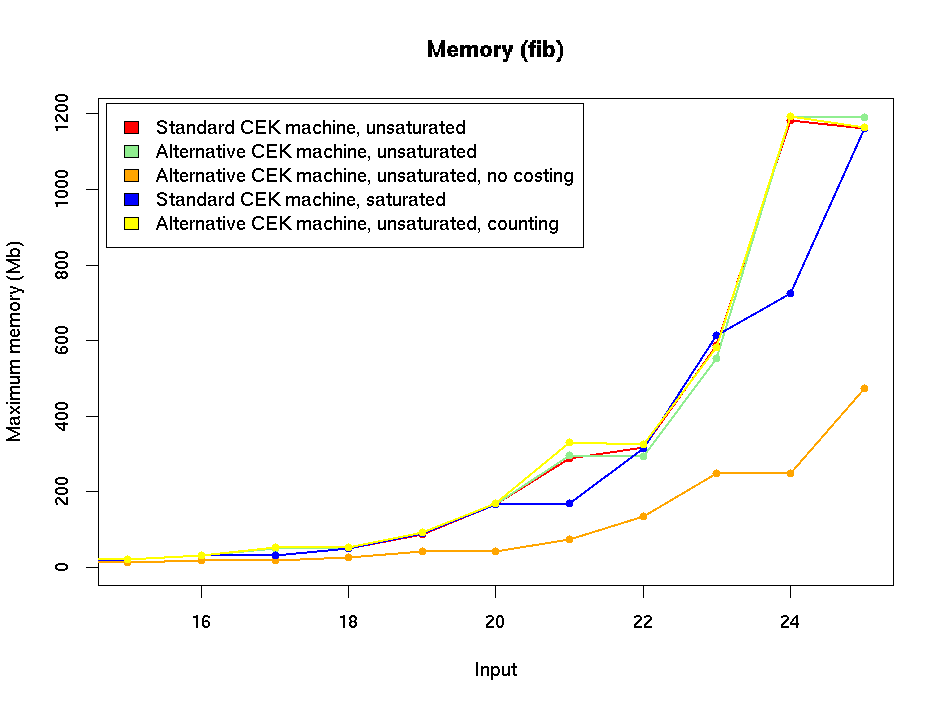 Memory (fib)
Standard CEK machine, unsaturated
Alternative CEK machine, unsaturated
Alternative CEK machine, unsaturated, no costing
Standard CEK machine, saturated
Alternative CEK machine, unsaturated, counting
Maximum memory (Mb)
1200
1000
800
600
400
200
0
16 18 20 22 24
Input